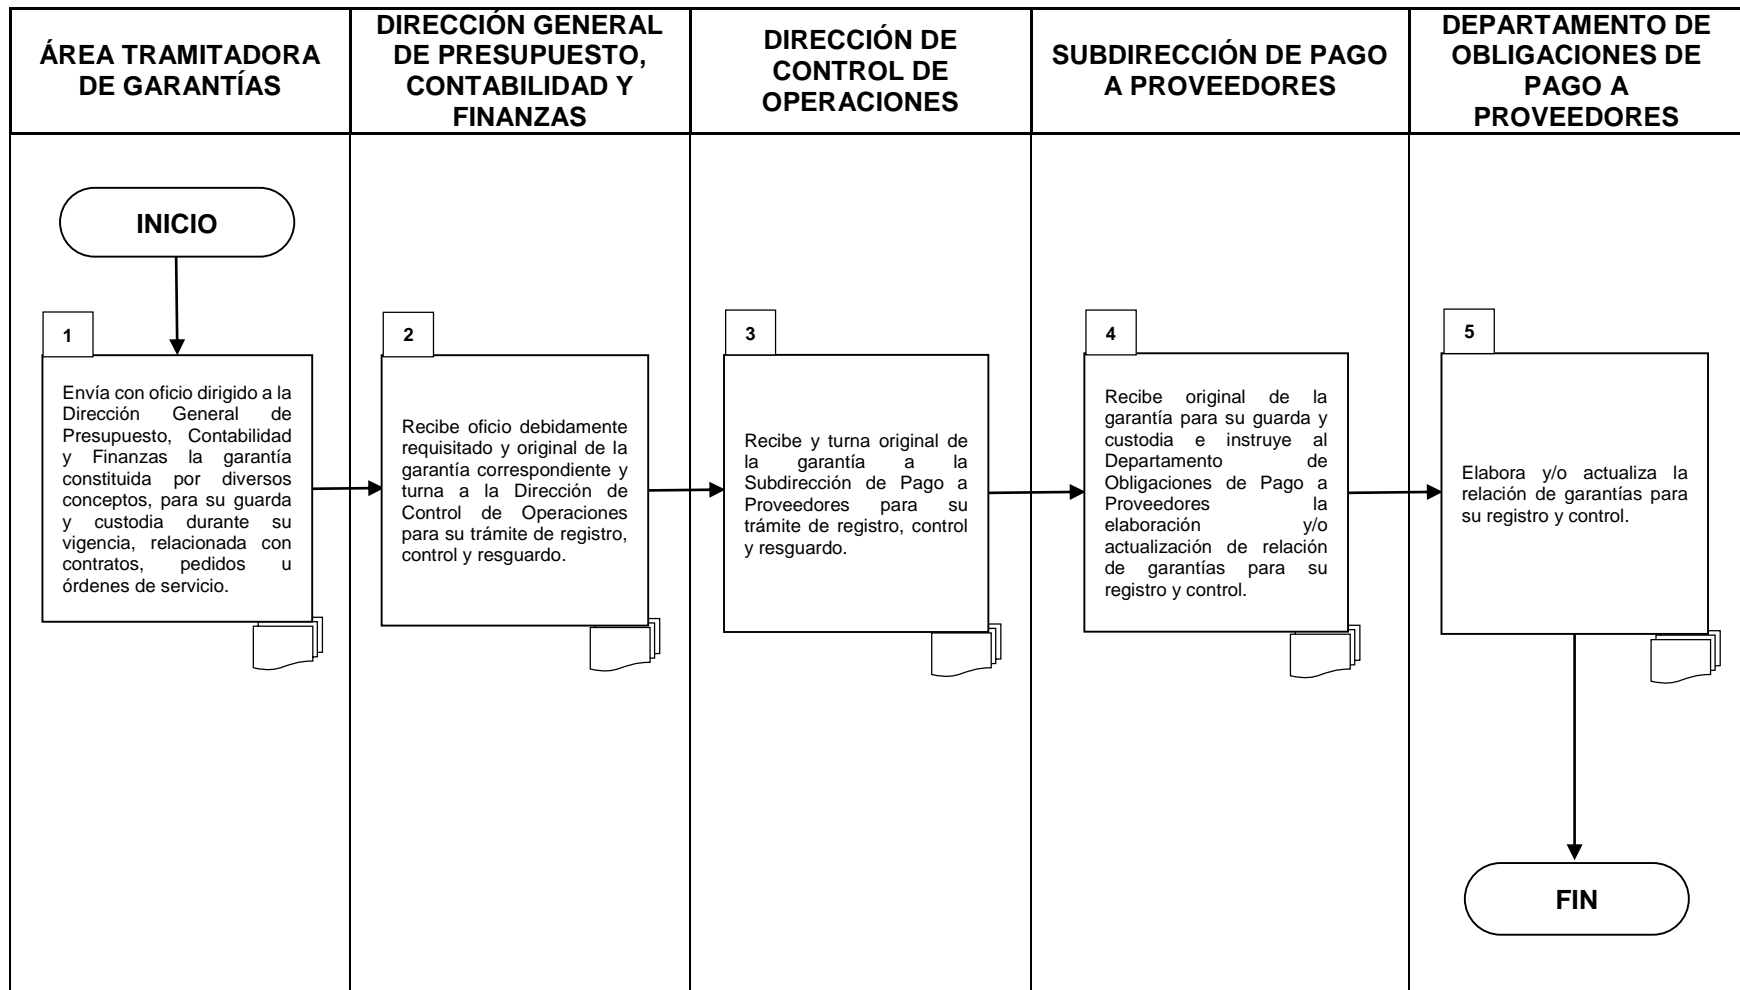 ÁREA TRAMITADORA
DE GARANTÍAS
DIRECCIÓN GENERAL
DE PRESUPUESTO,
CONTABILIDAD Y
FINANZAS
DIRECCIÓN DE
CONTROL DE
OPERACIONES
SUBDIRECCIÓN DE PAGO
A PROVEEDORES
DEPARTAMENTO DE
OBLIGACIONES DE
PAGO A
PROVEEDORES
INICIO
1
Envía con oficio dirigido a la
Dirección General de
Presupuesto, Contabilidad
y Finanzas la garantía
constituida por diversos
conceptos, para su guarda
y custodia durante su
vigencia, relacionada con
contratos, pedidos u
órdenes de servicio.
2
Recibe oficio debidamente
requisitado y original de la
garantía correspondiente y
turna a la Dirección de
Control de Operaciones
para su trámite de registro,
control y resguardo.
3
Recibe y turna original de
la garantía a la
Subdirección de Pago a
Proveedores para su
trámite de registro, control
y resguardo.
4
Recibe original de la
garantía para su guarda y
custodia e instruye al
Departamento de
Obligaciones de Pago a
Proveedores la
elaboración y/o
actualización de relación
de garantías para su
registro y control.
5
Elabora y/o actualiza la
relación de garantías para
su registro y control.
FIN